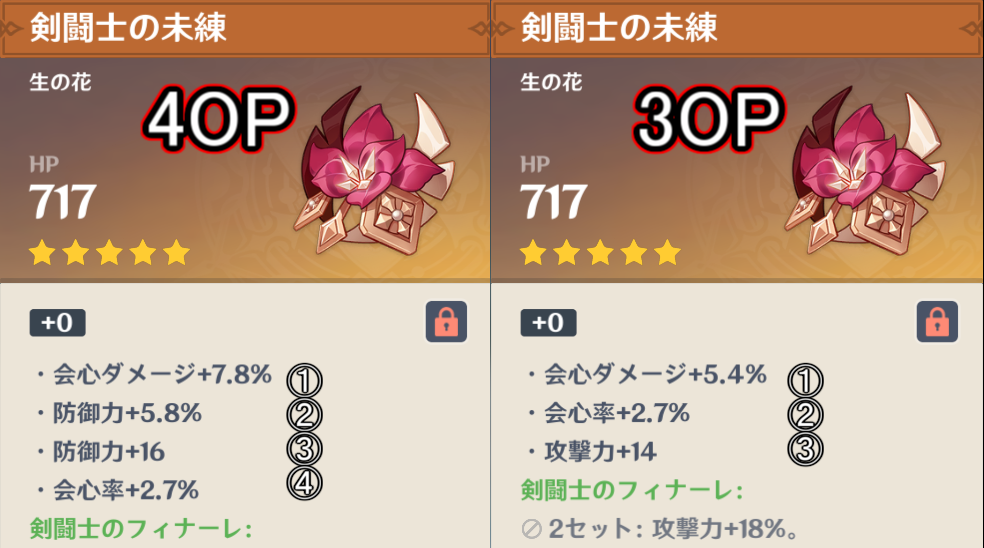 剣闘士の未練
生の花
4OP
HP
717
+0
・会心ダメージ+7.8% ①
・防御力+5.8% ②
・防御力+16 ③
・会心率+2.7% ④
剣闘士のフィナーレ:
剣闘士の未練
生の花
3OP
HP
717
+0
・会心ダメージ+5.4% ①
・会心率+2.7% ②
・攻撃力+14 ③
剣闘士のフィナーレ:
2セット: 攻撃力+18%。